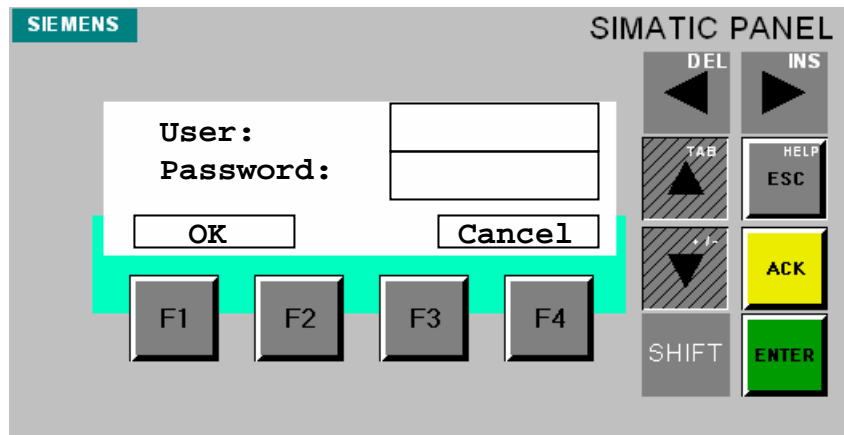 SIEMENS
SIMATIC PANEL
DEL
INS
User:
Password:
TAB
HELP
ESC
OK
Cancel
+/-
ACK
F1
F2
F3
F4
SHIFT
ENTER